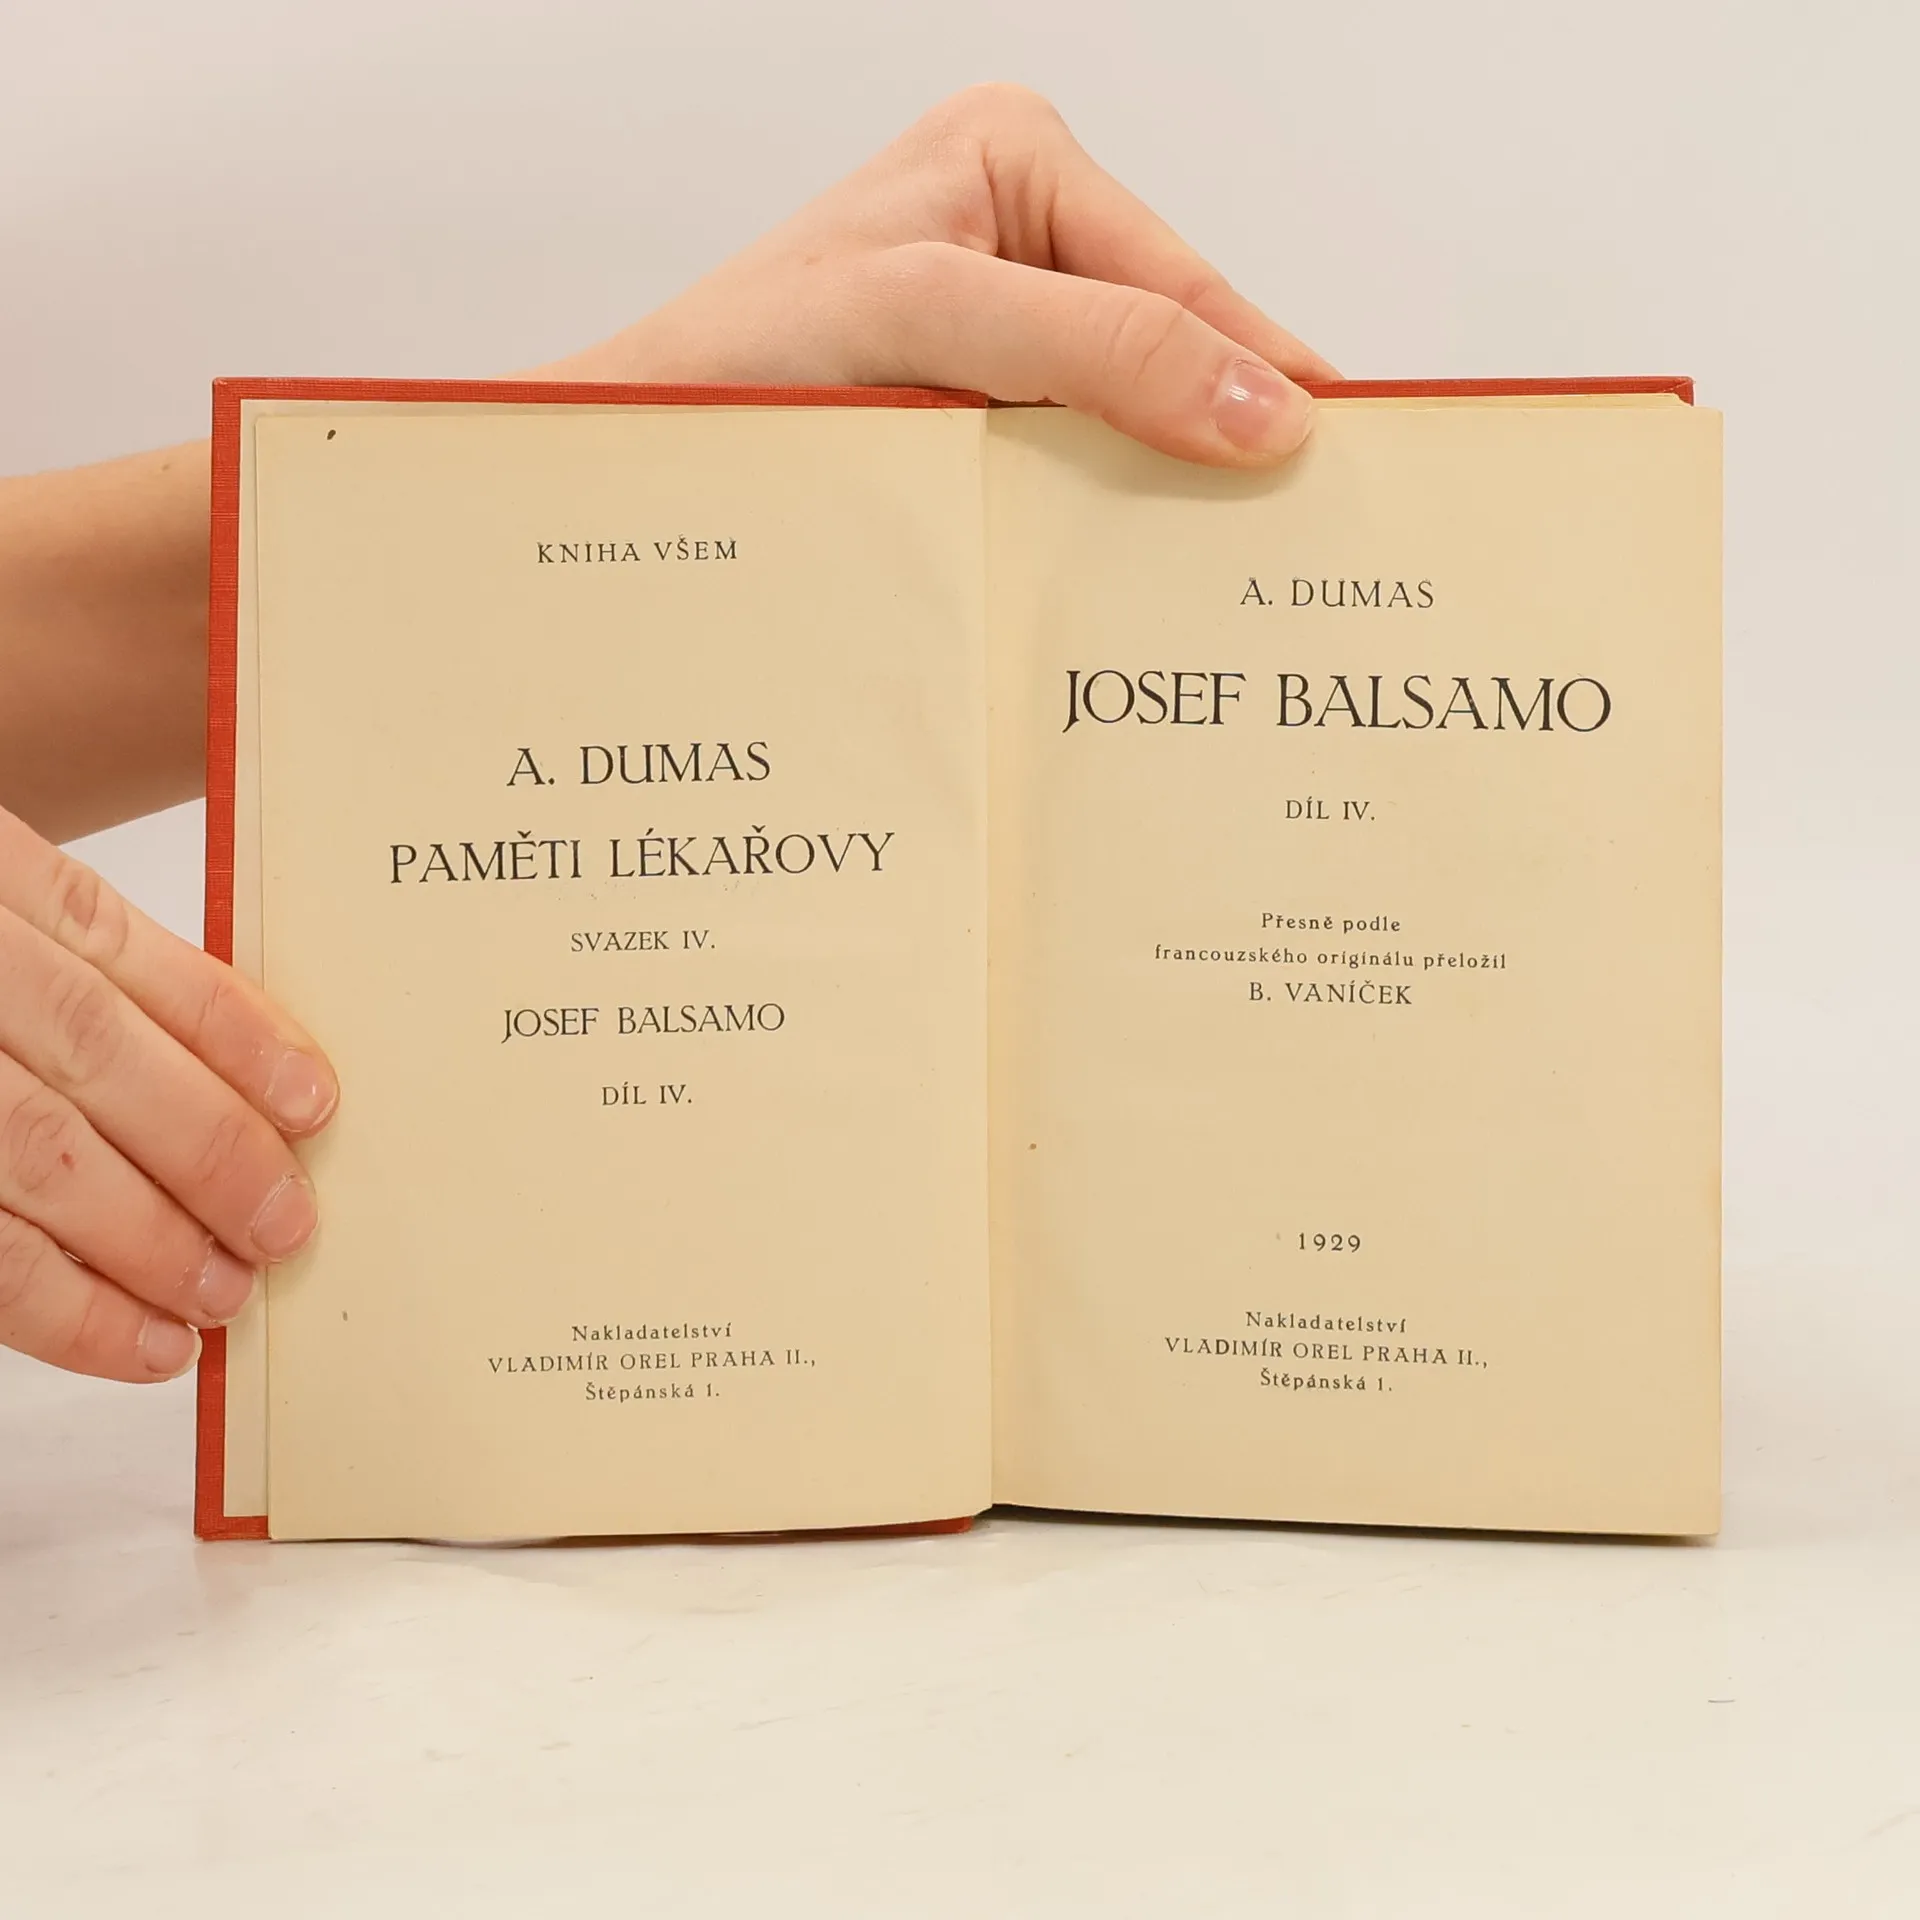 KNIHA VŠEM
A. DUMAS
PAMĚTI LÉKAŘOVY
SVAZEK IV.
JOSEF BALSAMO
DÍL IV.
Nakladatelství
VLADIMÍR OREL PRAHA II.,
Štěpánská 1.
A. DUMAS
JOSEF BALSAMO
DÍL IV.
Přesně podle
francouzského originálu přeložil
B. VANÍČEK
1929
Nakladatelství
VLADIMÍR OREL PRAHA II.,
Štěpánská 1.